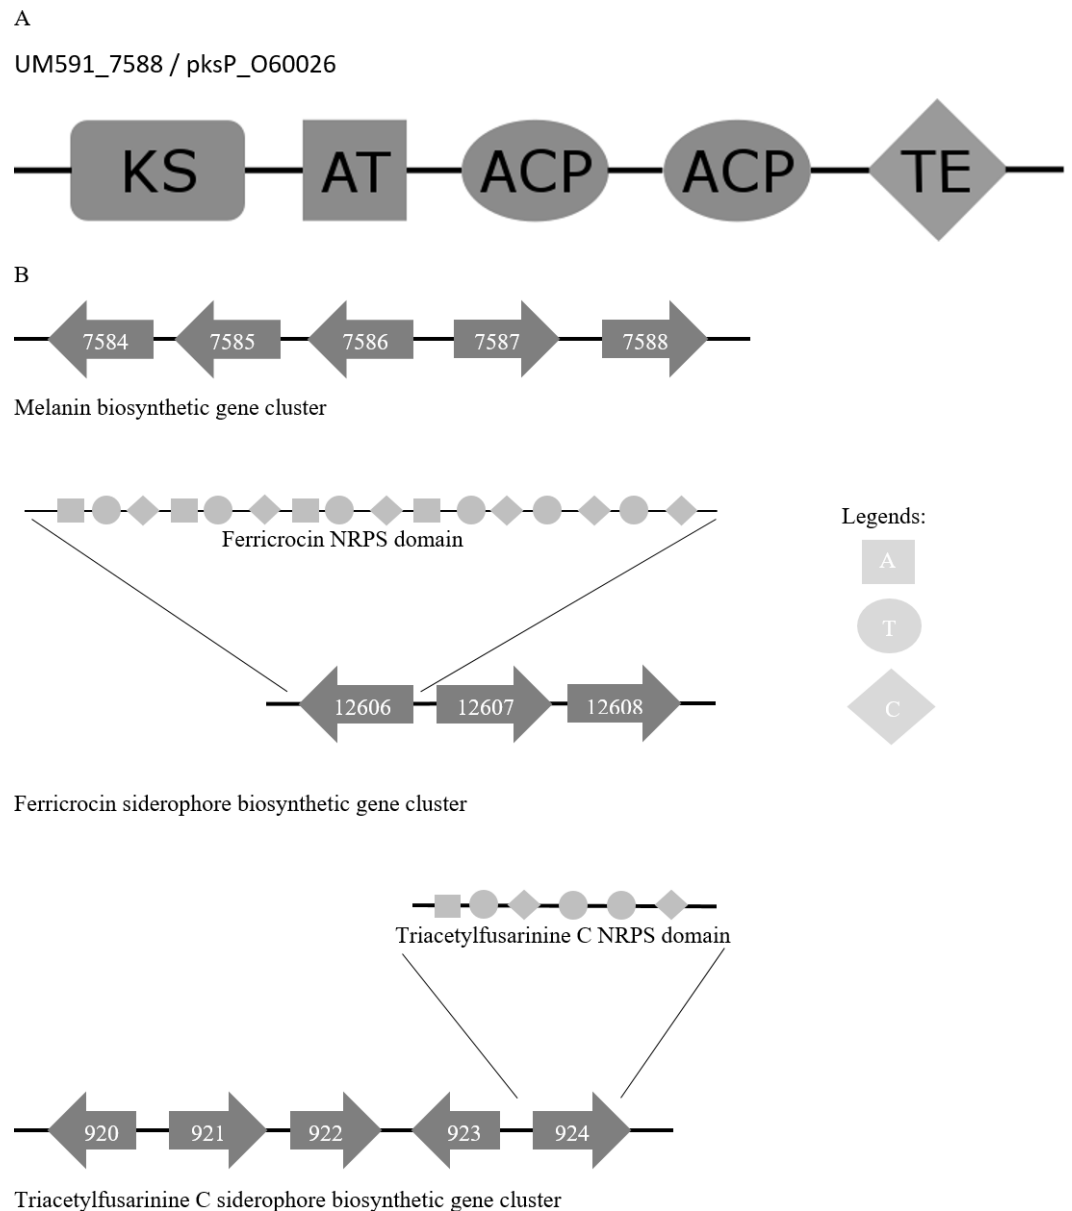 A
UM591_7588 / pksP_O60026
KS AT ACP ACP TE
B
7584 7585 7586 7587 7588
Melanin biosynthetic gene cluster
Ferricrocin NRPS domain
Legends:
A
T
C
12606 12607 12608
Ferricrocin siderophore biosynthetic gene cluster
Triacetylfusarinine C NRPS domain
920 921 922 923 924
Triacetylfusarinine C siderophore biosynthetic gene cluster